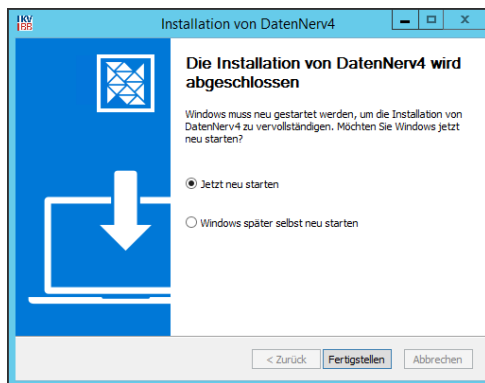 KV
BB
Installation von DatenNerv4
Die Installation von DatenNerv4 wird
abgeschlossen
Windows muss neu gestartet werden, um die Installation von
DatenNerv4 zu vervollständigen. Möchten Sie Windows jetzt
neu starten?
Jetzt neu starten
Windows später selbst neu starten
< Zurück
Fertigstellen
Abbrechen